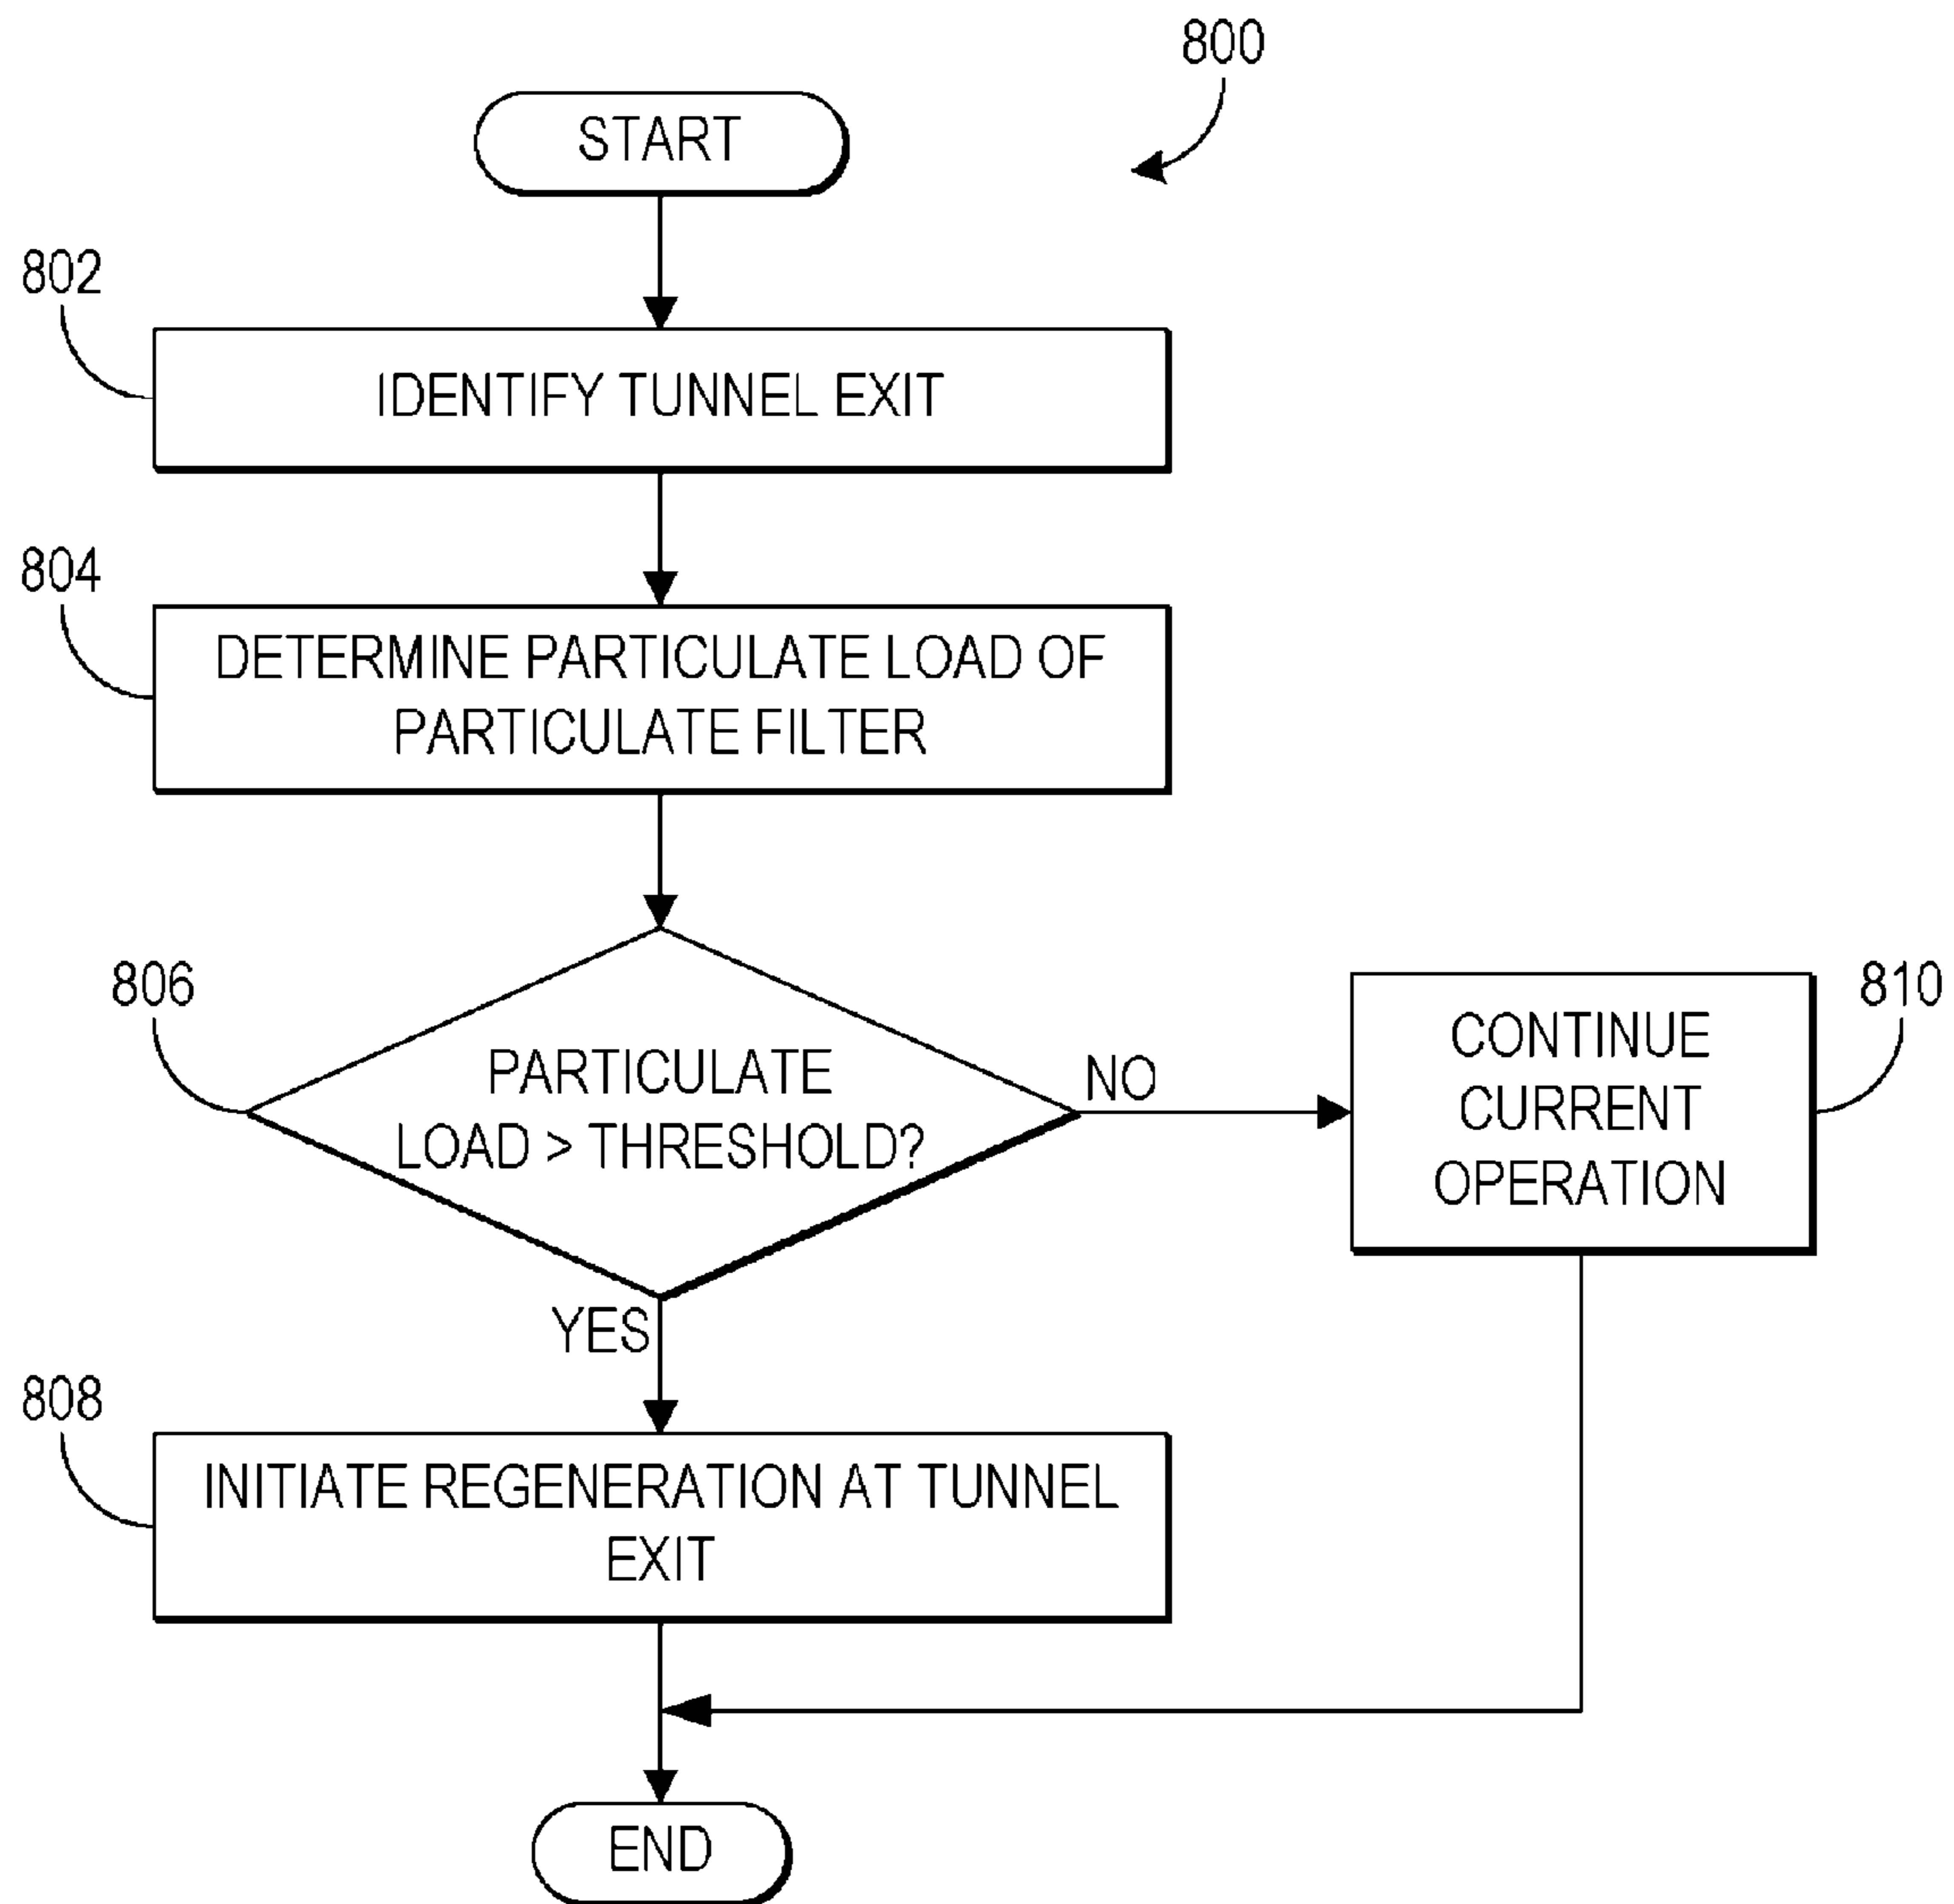 800
START
802
IDENTIFY TUNNEL EXIT
804
DETERMINE PARTICULATE LOAD OF
PARTICULATE FILTER
806
PARTICULATE
LOAD > THRESHOLD?
NO
810
CONTINUE
CURRENT
OPERATION
YES
808
INITIATE REGENERATION AT TUNNEL
EXIT
END